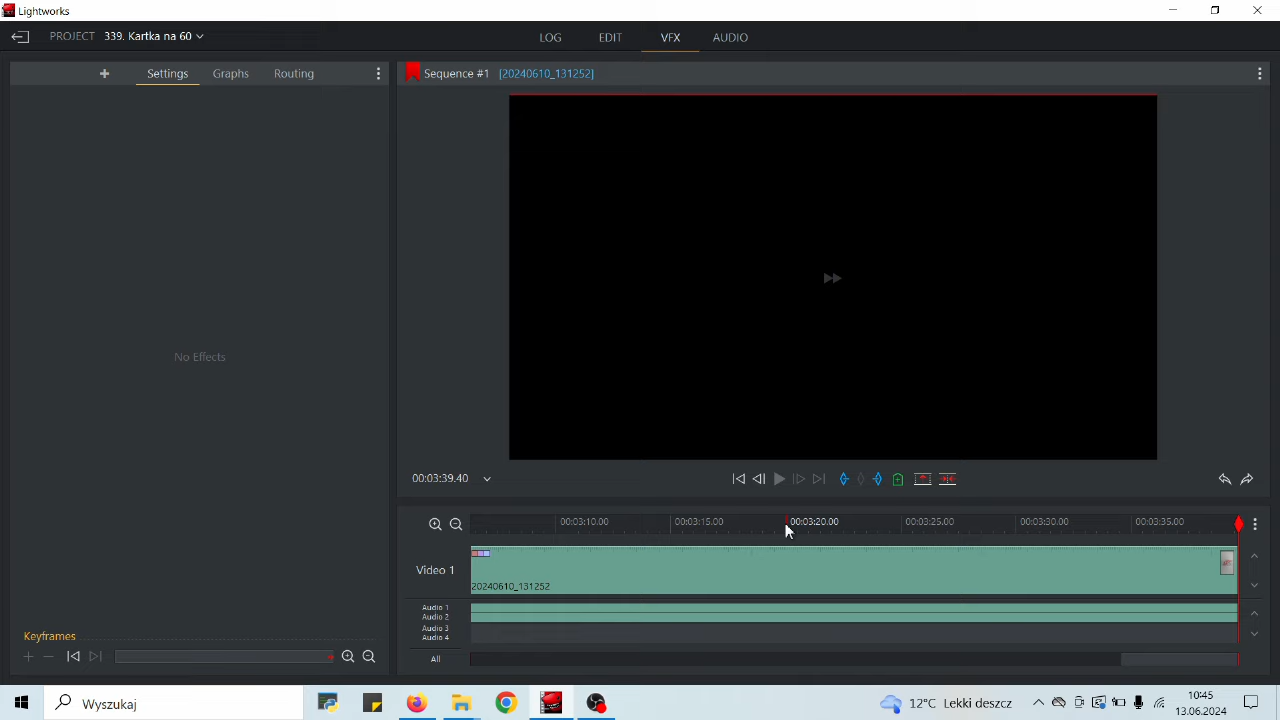 Lightworks
PROJECT 339. Kartka na 60
LOG EDIT VFX AUDIO
Settings Graphs Routing
Sequence #1 [20240610_131252]
No Effects
00:03:39.40
00:03:10.00 00:03:15.00 00:03:20.00 00:03:25.00 00:03:30.00 00:03:35.00
Video 1
20240610_131252
Audio 1
Audio 2
Audio 3
Audio 4
All
Keyframes
Wyszukaj
12°C Lekki deszcz
10:45
13.06.2024